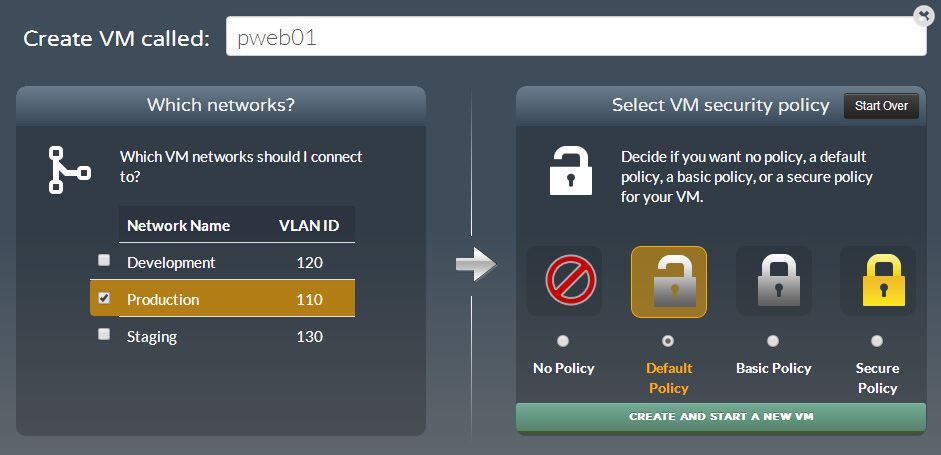 Create VM called: pweb01
Which networks?
Which VM networks should I connect
to?
Network Name VLAN ID
Development 120
Production 110
Staging 130
Select VM security policy Start Over
Decide if you want no policy, a default
policy, a basic policy, or a secure policy
for your VM.
No Policy Default Basic Policy Secure
Policy Policy
CREATE AND START A NEW VM